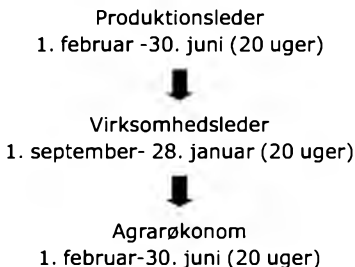 Produktionsleder
1. februar -30. juni (20 uger)
Virksomhedsleder
1. september- 28. januar (20 uger)
Agrarøkonom
1. februar-30. juni (20 uger)